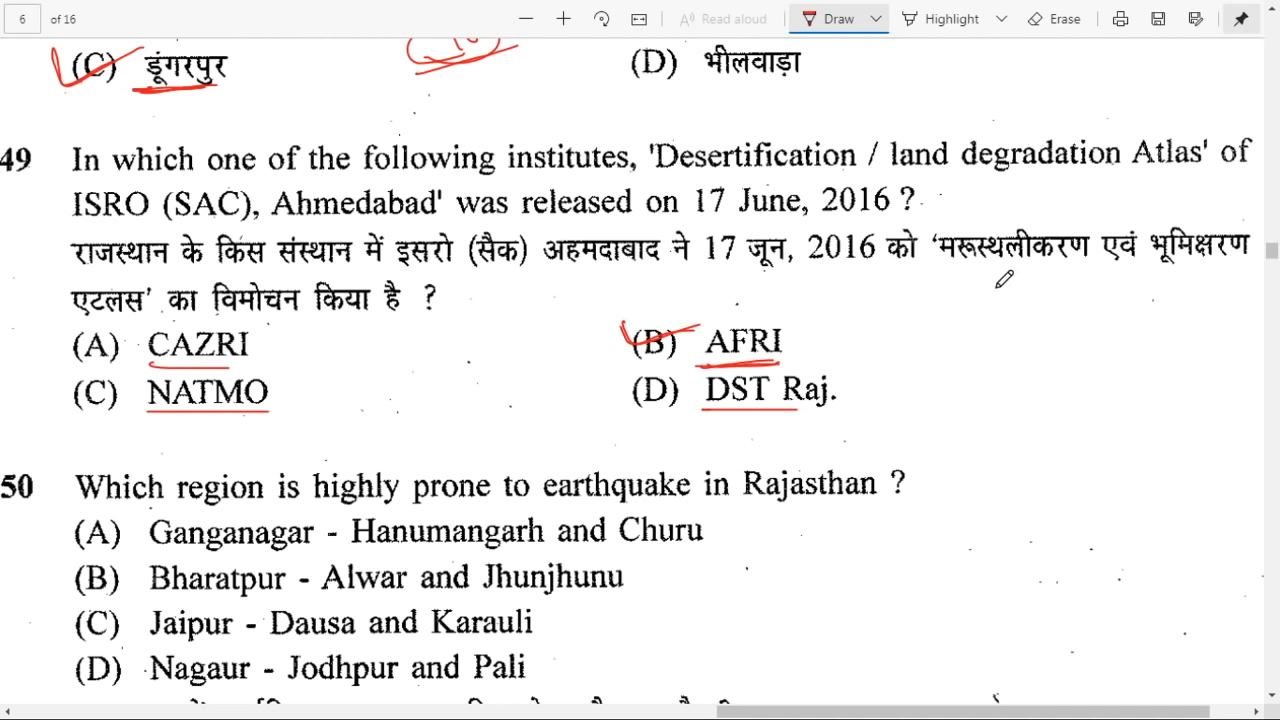 6 of 16 Read aloud Draw Highlight Erase
(C) डूंगरपुर (D) भीलवाड़ा
49 In which one of the following institutes, 'Desertification / land degradation Atlas' of
ISRO (SAC), Ahmedabad' was released on 17 June, 2016 ?
राजस्थान के किस संस्थान में इसरो (सैक) अहमदाबाद ने 17 जून, 2016 को ‘मरूस्थलीकरण एवं भूमिक्षरण
एटलस’ का विमोचन किया है ?
(A) CAZRI (B) AFRI
(C) NATMO (D) DST Raj.
50 Which region is highly prone to earthquake in Rajasthan ?
(A) Ganganagar - Hanumangarh and Churu
(B) Bharatpur - Alwar and Jhunjhunu
(C) Jaipur - Dausa and Karauli
(D) Nagaur - Jodhpur and Pali